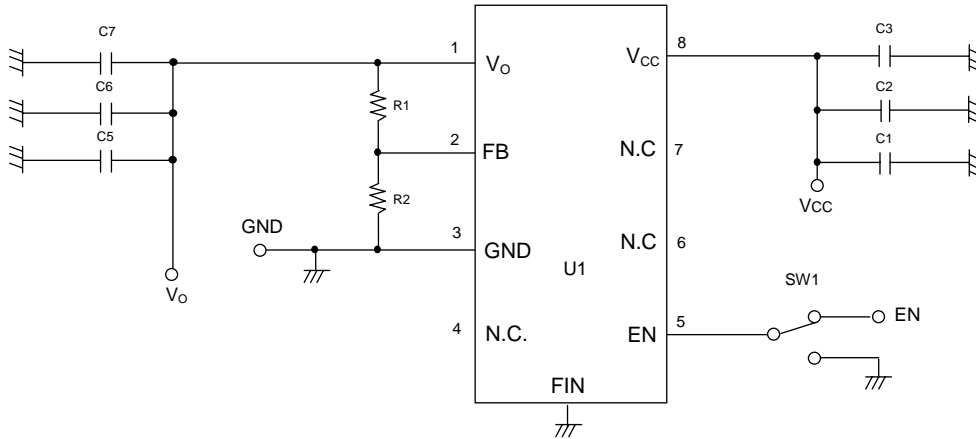 C7
C6
C5
VO
GND
R1
R2
1
2
3
4
VO
FB
GND
N.C.
U1
FIN
VCC
N.C
N.C
EN
8
7
6
5
C3
C2
C1
VCC
SW1
EN